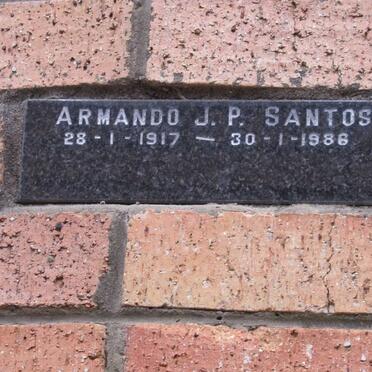 ARMANDO J. P. SANTOS
28-1-1917 — 30-1-1986